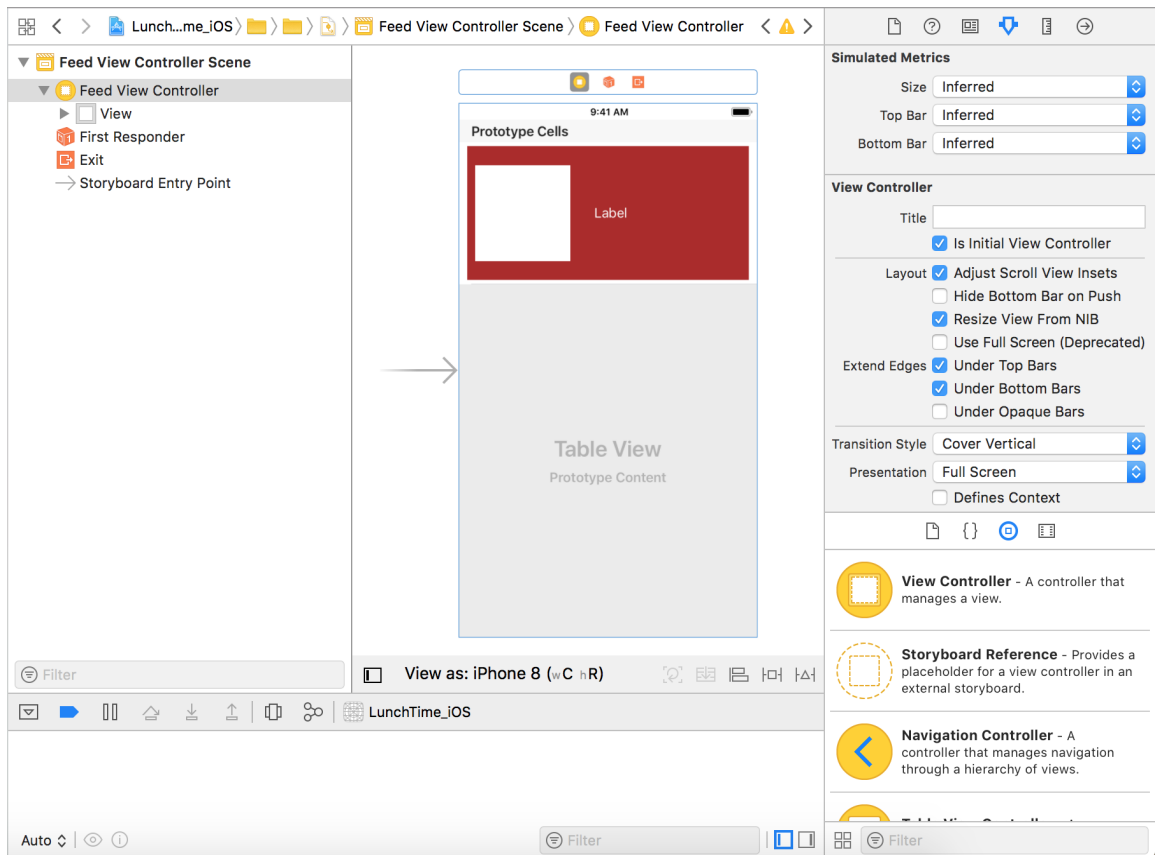 Lunch...me_iOS
Feed View Controller Scene
Feed View Controller
Feed View Controller Scene
Feed View Controller
View
First Responder
Exit
Storyboard Entry Point
Filter
9:41 AM
Prototype Cells
Label
Table View
Prototype Content
View as: iPhone 8 (wC hR)
LunchTime_iOS
Auto
Filter
Simulated Metrics
Size Inferred
Top Bar Inferred
Bottom Bar Inferred
View Controller
Title
Is Initial View Controller
Layout Adjust Scroll View Insets
Hide Bottom Bar on Push
Resize View From NIB
Use Full Screen (Deprecated)
Extend Edges Under Top Bars
Under Bottom Bars
Under Opaque Bars
Transition Style Cover Vertical
Presentation Full Screen
Defines Context
{}
View Controller - A controller that
manages a view.
Storyboard Reference - Provides a
placeholder for a view controller in an
external storyboard.
Navigation Controller - A
controller that manages navigation
through a hierarchy of views.
Table View Controller
Filter